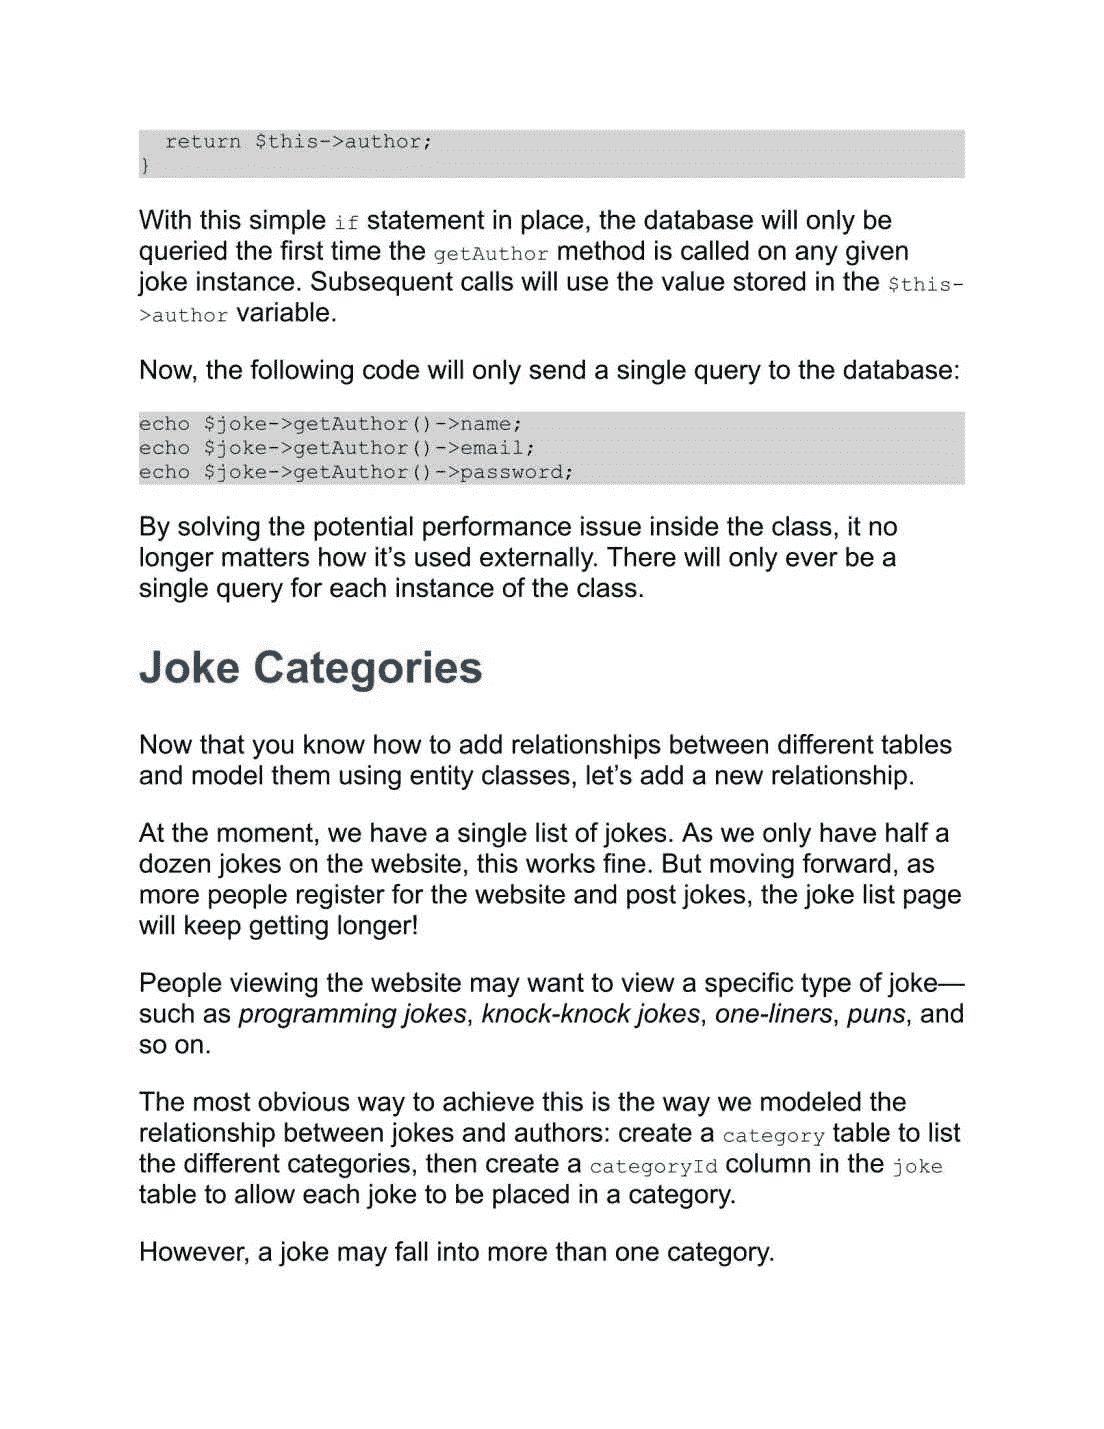 return $this->author;
}
With this simple if statement in place, the database will only be
queried the first time the getAuthor method is called on any given
joke instance. Subsequent calls will use the value stored in the $this-
>author variable.
Now, the following code will only send a single query to the database:
echo $joke->getAuthor()->name;
echo $joke->getAuthor()->email;
echo $joke->getAuthor()->password;
By solving the potential performance issue inside the class, it no
longer matters how it’s used externally. There will only ever be a
single query for each instance of the class.
Joke Categories
Now that you know how to add relationships between different tables
and model them using entity classes, let’s add a new relationship.
At the moment, we have a single list of jokes. As we only have half a
dozen jokes on the website, this works fine. But moving forward, as
more people register for the website and post jokes, the joke list page
will keep getting longer!
People viewing the website may want to view a specific type of joke—
such as programming jokes, knock-knock jokes, one-liners, puns, and
so on.
The most obvious way to achieve this is the way we modeled the
relationship between jokes and authors: create a category table to list
the different categories, then create a categoryId column in the joke
table to allow each joke to be placed in a category.
However, a joke may fall into more than one category.